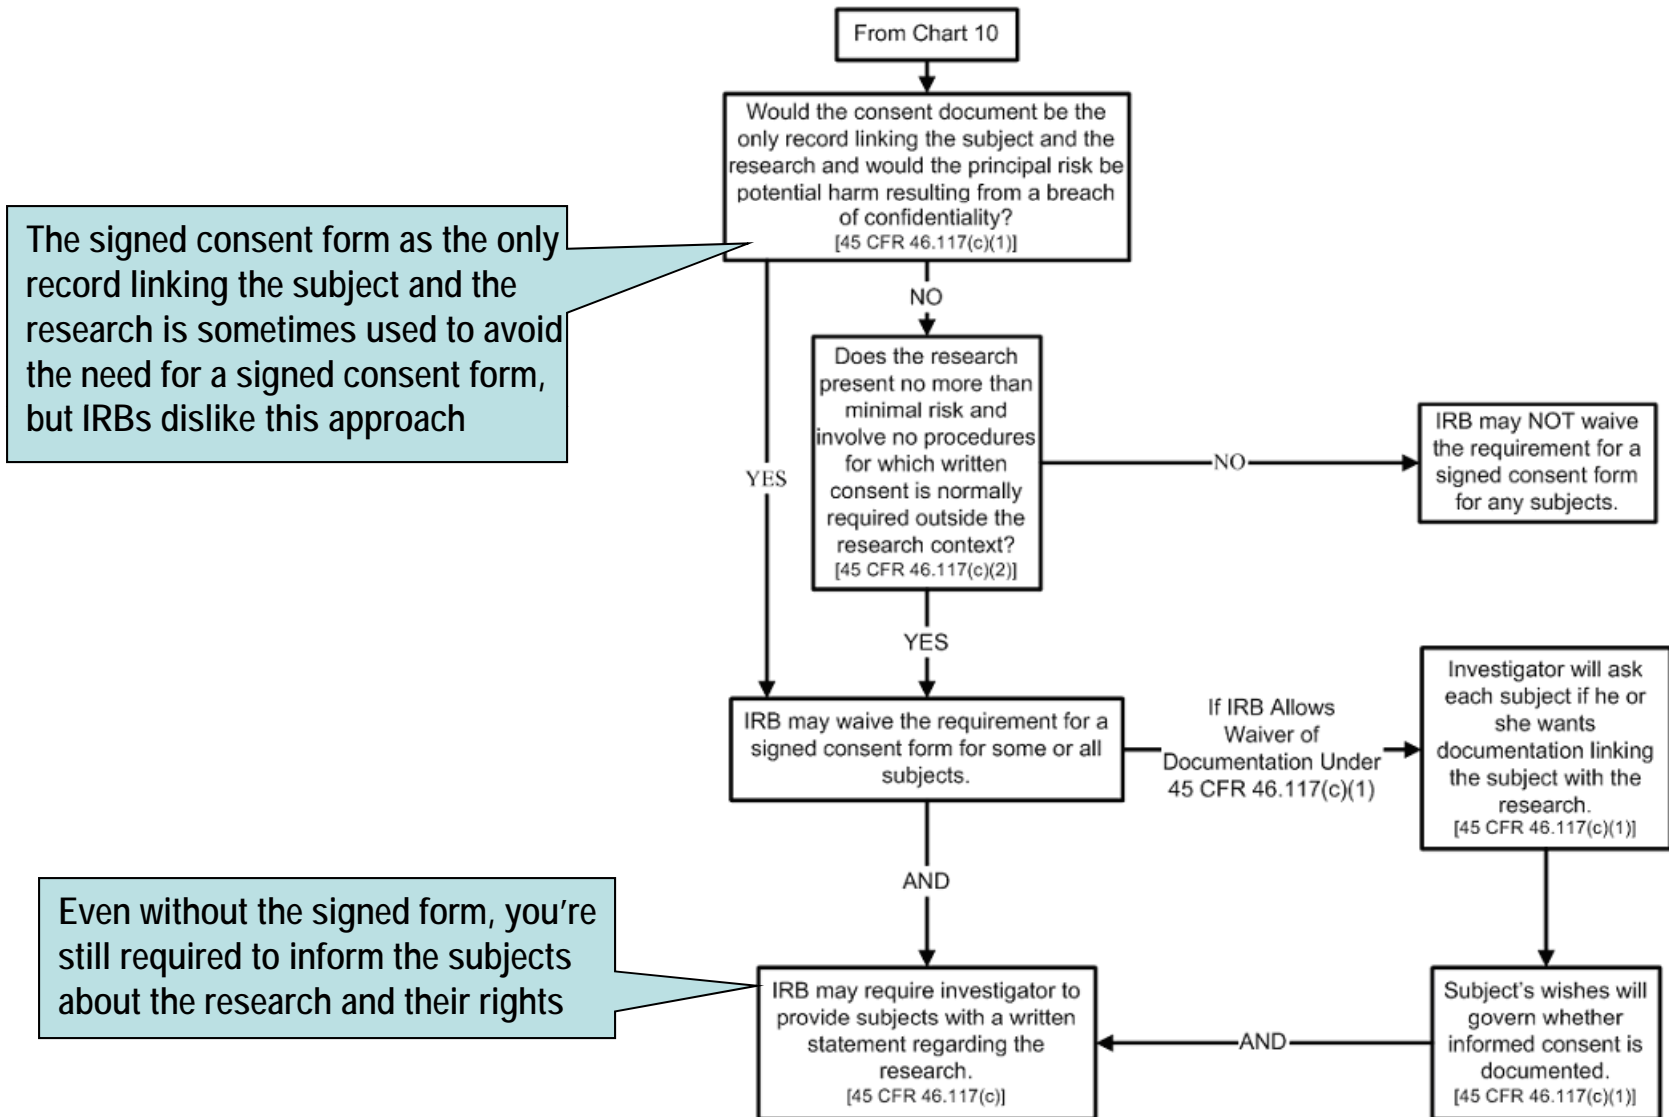 From Chart 10
Would the consent document be the
only record linking the subject and the
research and would the principal risk be
potential harm resulting from a breach
of confidentiality?
[45 CFR 46.117(c)(1)]
The signed consent form as the only
record linking the subject and the
research is sometimes used to avoid
the need for a signed consent form,
but IRBs dislike this approach
NO
Does the research
present no more than
minimal risk and
involve no procedures
for which written
consent is normally
required outside the
research context?
[45 CFR 46.117(c)(2)]
NO
IRB may NOT waive
the requirement for a
signed consent form
for any subjects.
YES
YES
IRB may waive the requirement for a
signed consent form for some or all
subjects.
If IRB Allows
Waiver of
Documentation Under
45 CFR 46.117(c)(1)
Investigator will ask
each subject if he or
she wants
documentation linking
the subject with the
research.
[45 CFR 46.117(c)(1)]
AND
Even without the signed form, you’re
still required to inform the subjects
about the research and their rights
IRB may require investigator to
provide subjects with a written
statement regarding the
research.
[45 CFR 46.117(c)]
AND
Subject's wishes will
govern whether
informed consent is
documented.
[45 CFR 46.117(c)(1)]